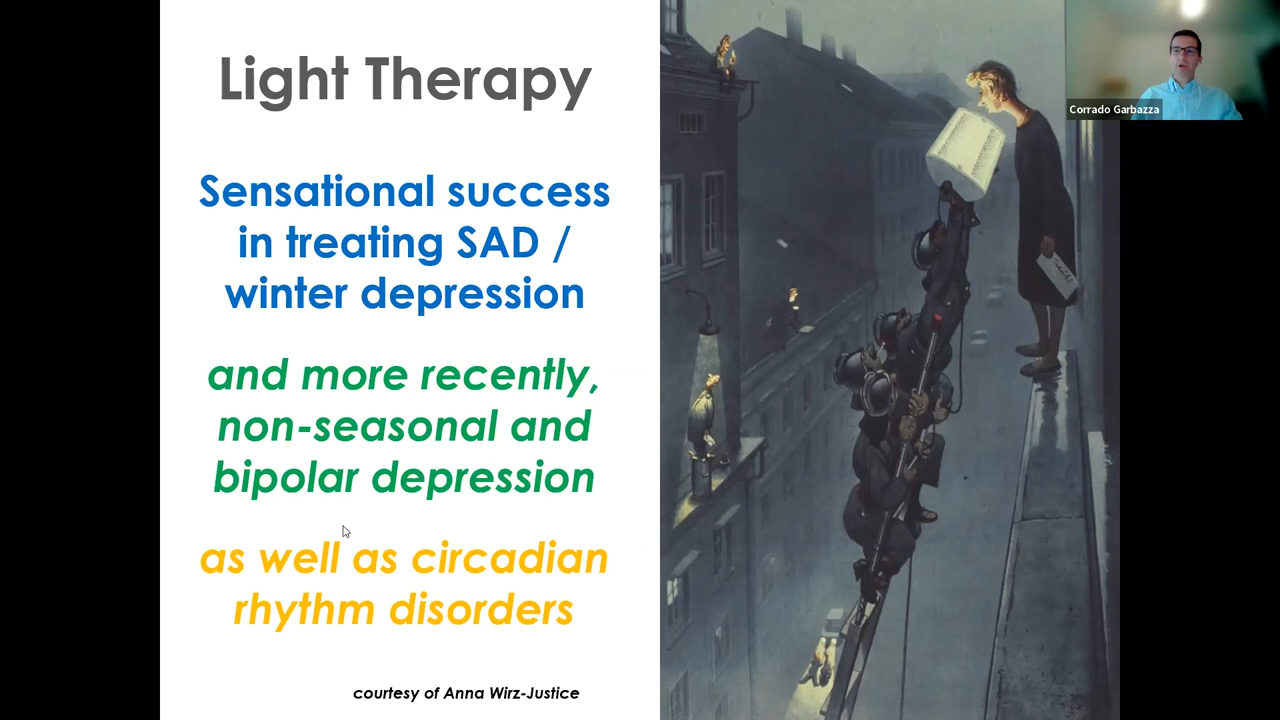 Light Therapy
Sensational success
in treating SAD /
winter depression
and more recently,
non-seasonal and
bipolar depression
as well as circadian
rhythm disorders
courtesy of Anna Wirz-Justice
Corrado Garbazza